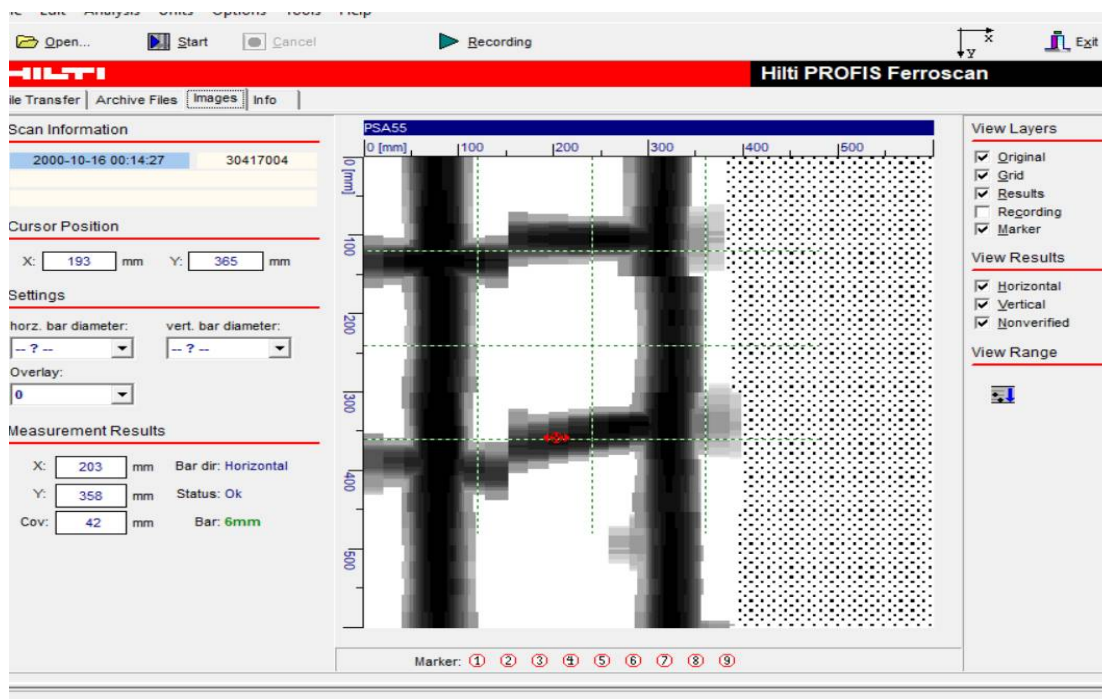 Open... Start Cancel Recording X Y Exit
HILTI Hilti PROFIS Ferroscan
ile Transfer Archive Files Images Info
Scan Information
2000-10-16 00:14:27 30417004
Cursor Position
X: 193 mm Y: 365 mm
Settings
horz. bar diameter: vert. bar diameter:
-- ? -- -- ? --
Overlay:
0
Measurement Results
X: 203 mm Bar dir: Horizontal
Y: 358 mm Status: Ok
Cov: 42 mm Bar: 6mm
PSA55
0 [mm] 100 200 300 400 500
0 [mm]
100
200
300
400
500
Marker: 1 2 3 4 5 6 7 8 9
View Layers
Original
Grid
Results
Recording
Marker
View Results
Horizontal
Vertical
Nonverified
View Range